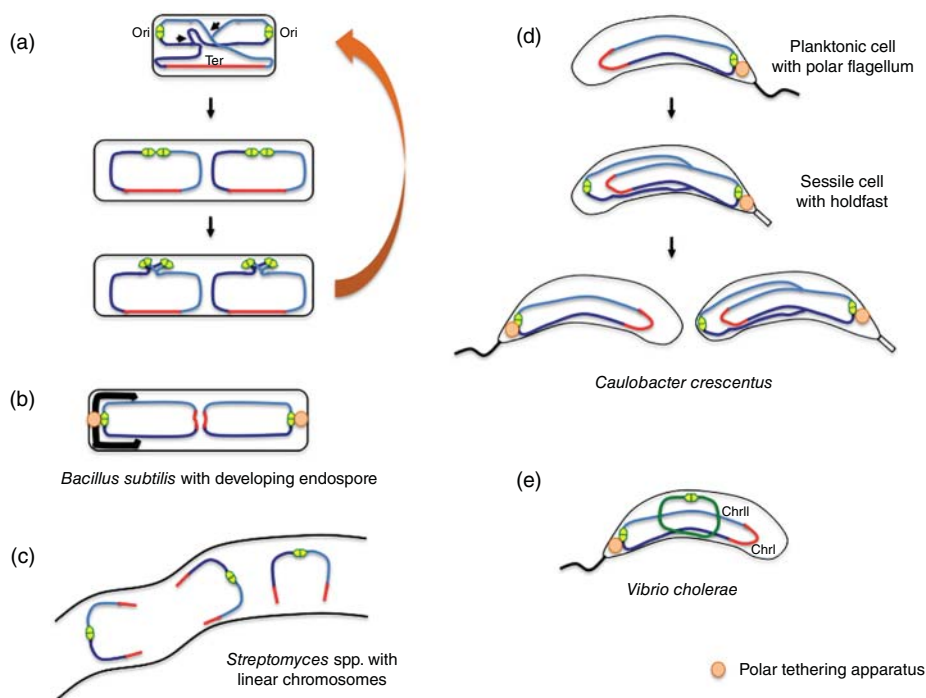 (a)
Ori
Ori
Ter
(b)
Bacillus subtilis with developing endospore
(c)
Streptomyces spp. with
linear chromosomes
(d)
Planktonic cell
with polar flagellum
Sessile cell
with holdfast
Caulobacter crescentus
(e)
ChrII
ChrI
Vibrio cholerae
Polar tethering apparatus